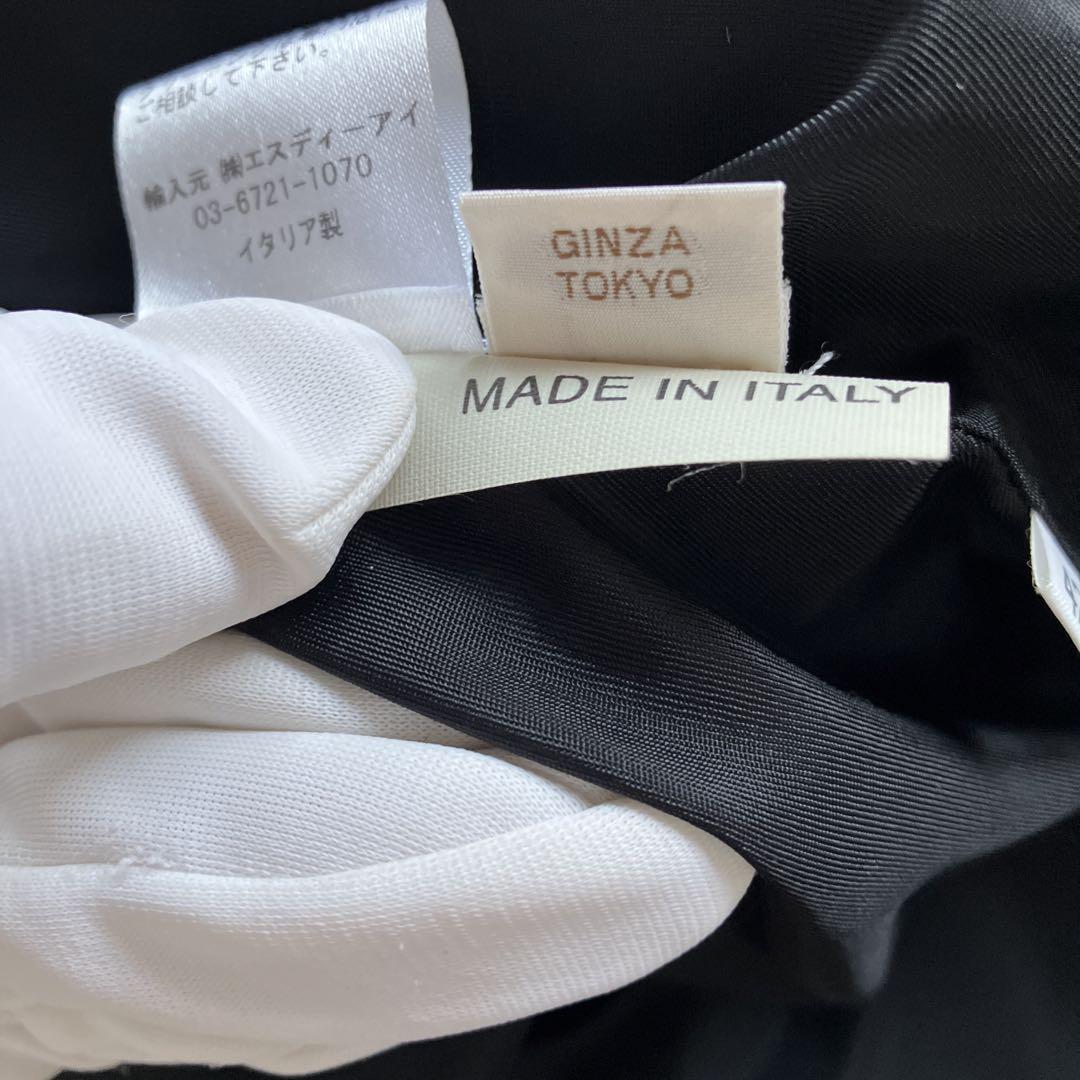 ご相談して下さい。
輸入元 ㈱エスディーアイ
03-6721-1070
イタリア製
GINZA
TOKYO
MADE IN ITALY